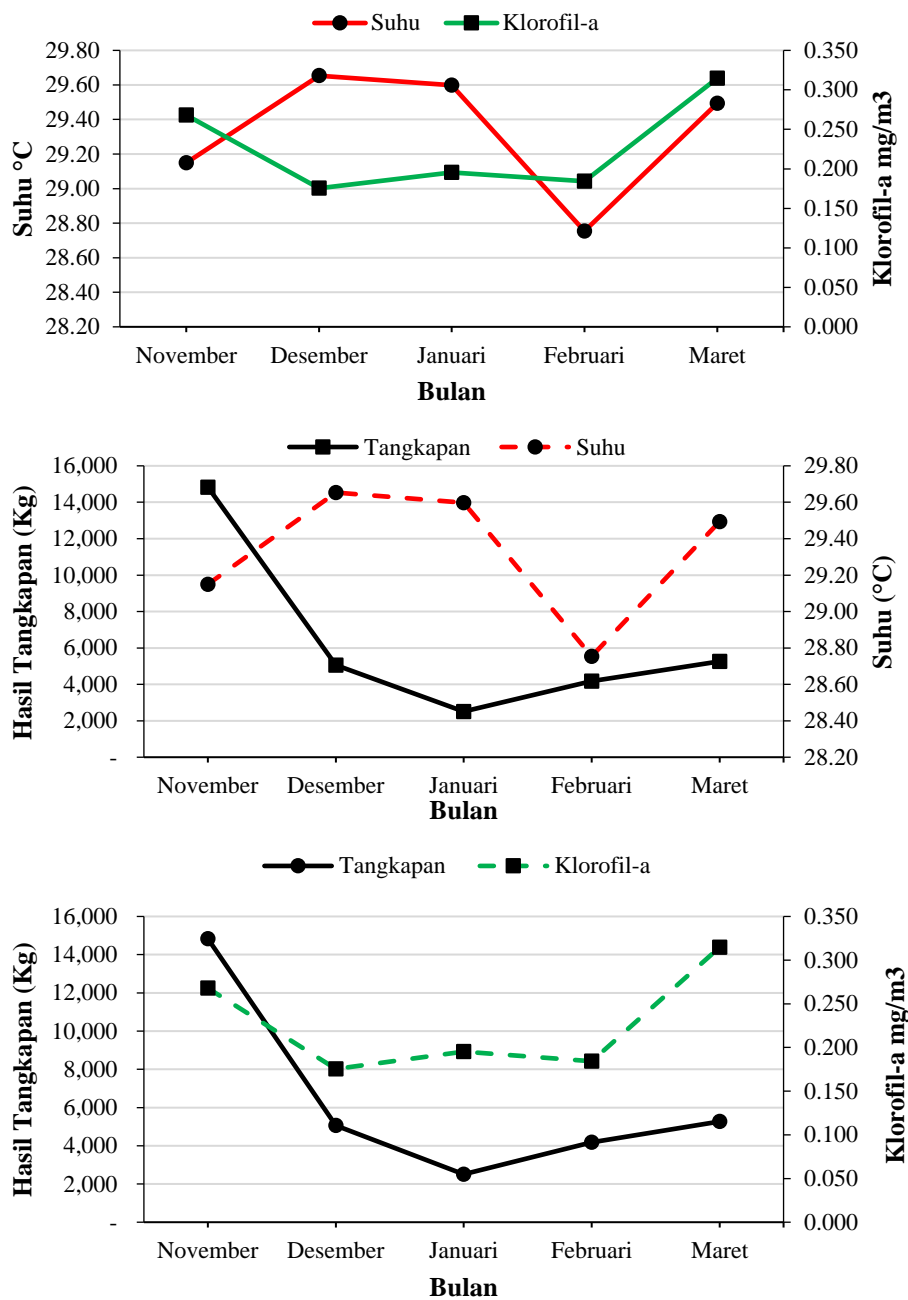 Suhu Klorofil-a
29.80 0.350
29.60 0.300
29.40 0.250
29.20 0.200
29.00 0.150
28.80 0.100
28.60 0.050
28.40 0.000
28.20
Suhu °C
Klorofil-a mg/m3
November Desember Januari Februari Maret
Bulan
Tangkapan Suhu
16,000 29.80
14,000 29.60
12,000 29.40
10,000 29.20
8,000 29.00
6,000 28.80
4,000 28.60
2,000 28.40
- 28.20
Hasil Tangkapan (Kg)
Suhu (°C)
November Desember Januari Februari Maret
Bulan
Tangkapan Klorofil-a
16,000 0.350
14,000 0.300
12,000 0.250
10,000 0.200
8,000 0.150
6,000 0.100
4,000 0.050
2,000 0.000
-
Hasil Tangkapan (Kg)
Klorofil-a mg/m3
November Desember Januari Februari Maret
Bulan